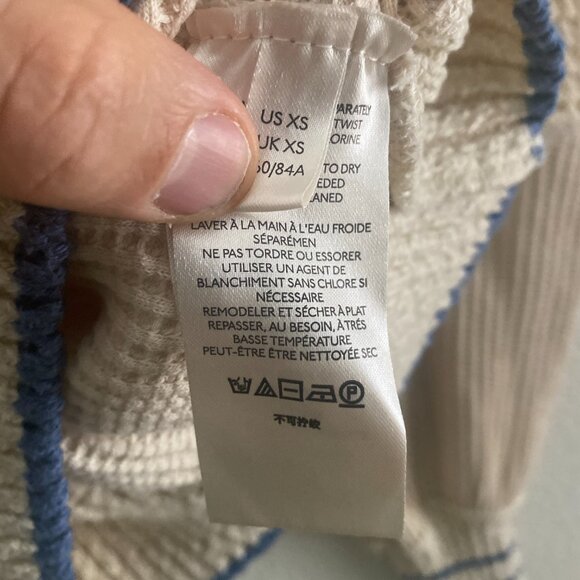 US XS
UK XS
60/84A
ARATELY
TWIST
ORINE
TO DRY
EDED
EANED
LAVER À LA MAIN À L'EAU FROIDE
SÉPARÉMEN
NE PAS TORDRE OU ESSORER
UTILISER UN AGENT DE
BLANCHIMENT SANS CHLORE SI
NÉCESSAIRE
REMODELER ET SÉCHER À PLAT
REPASSER, AU BESOIN, À TRÉS
BASSE TEMPÉRATURE
PEUT-ÊTRE ÊTRE NETTOYÉE SEC
P
不可拧绞